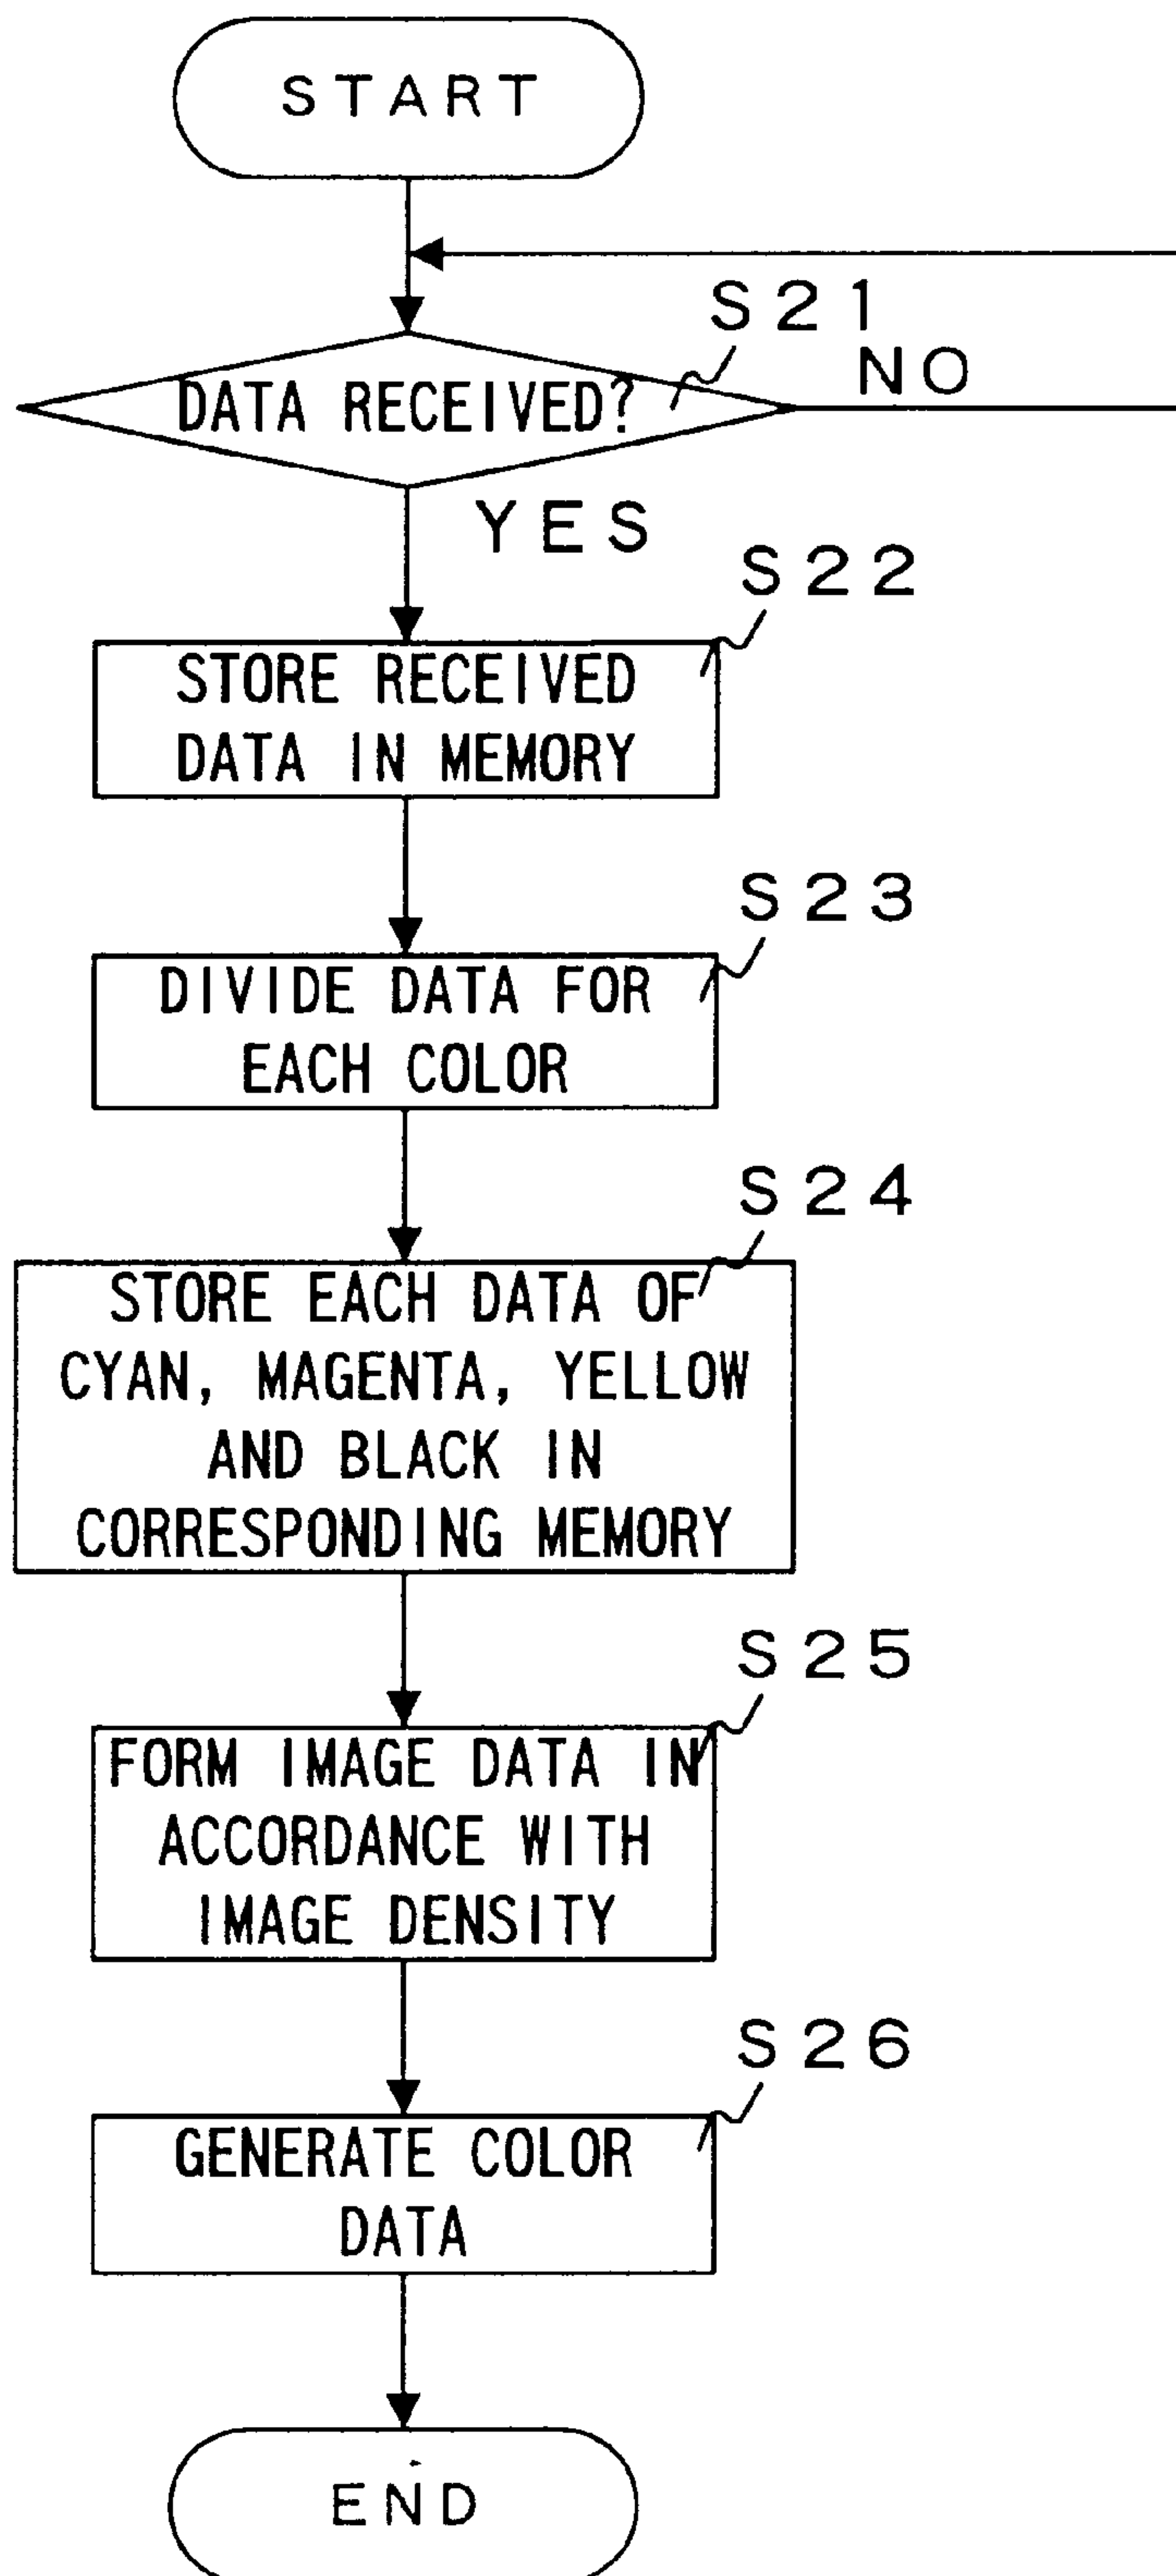 START
S21
NO
DATA RECEIVED?
YES
S22
STORE RECEIVED
DATA IN MEMORY
S23
DIVIDE DATA FOR
EACH COLOR
S24
STORE EACH DATA OF
CYAN, MAGENTA, YELLOW
AND BLACK IN
CORRESPONDING MEMORY
S25
FORM IMAGE DATA IN
ACCORDANCE WITH
IMAGE DENSITY
S26
GENERATE COLOR
DATA
END